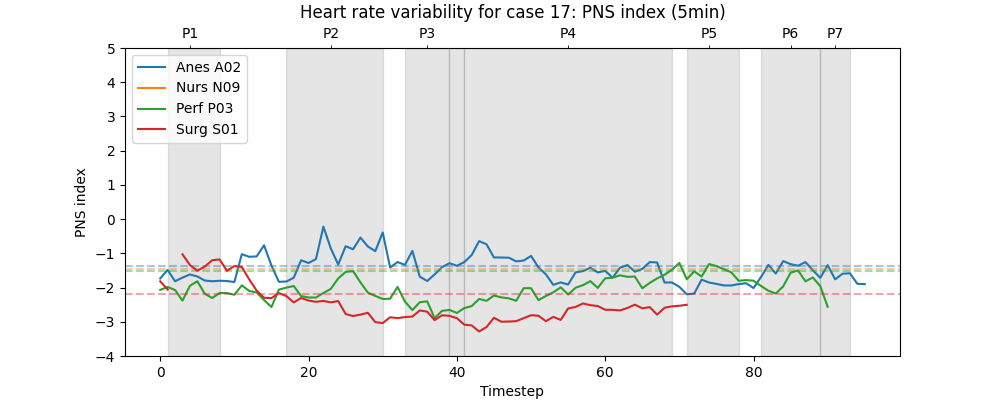 Heart rate variability for case 17: PNS index (5min)
P1 P2 P3 P4 P5 P6 P7
Anes A02
Nurs N09
Perf P03
Surg S01
5
4
3
2
1
0
−1
−2
−3
−4
PNS index
0 20 40 60 80
Timestep